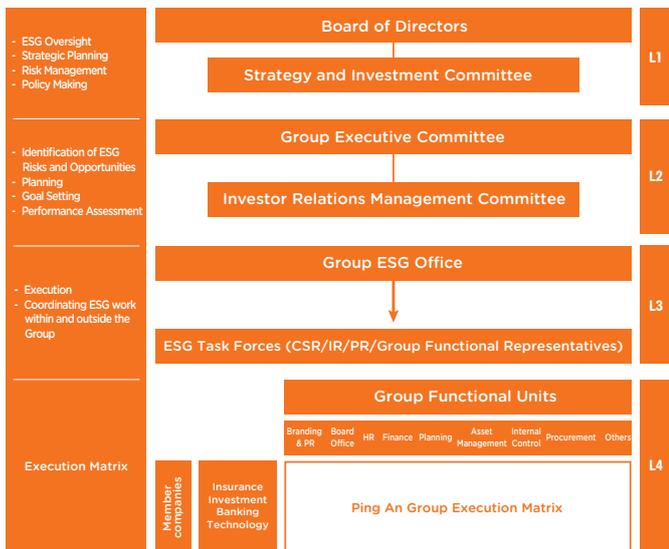 Board of Directors
- ESG Oversight
- Strategic Planning
- Risk Management
- Policy Making
Strategy and Investment Committee
L1
Group Executive Committee
- Identification of ESG
Risks and Opportunities
- Planning
- Goal Setting
- Performance Assessment
Investor Relations Management Committee
L2
Group ESG Office
- Execution
- Coordinating ESG work
within and outside the
Group
ESG Task Forces (CSR/IR/PR/Group Functional Representatives)
L3
Group Functional Units
Branding
& PR
Board
Office
HR
Finance
Planning
Asset
Management
Internal
Control
Procurement
Others
Execution Matrix
Member
companies
Insurance
Investment
Banking
Technology
Ping An Group Execution Matrix
L4